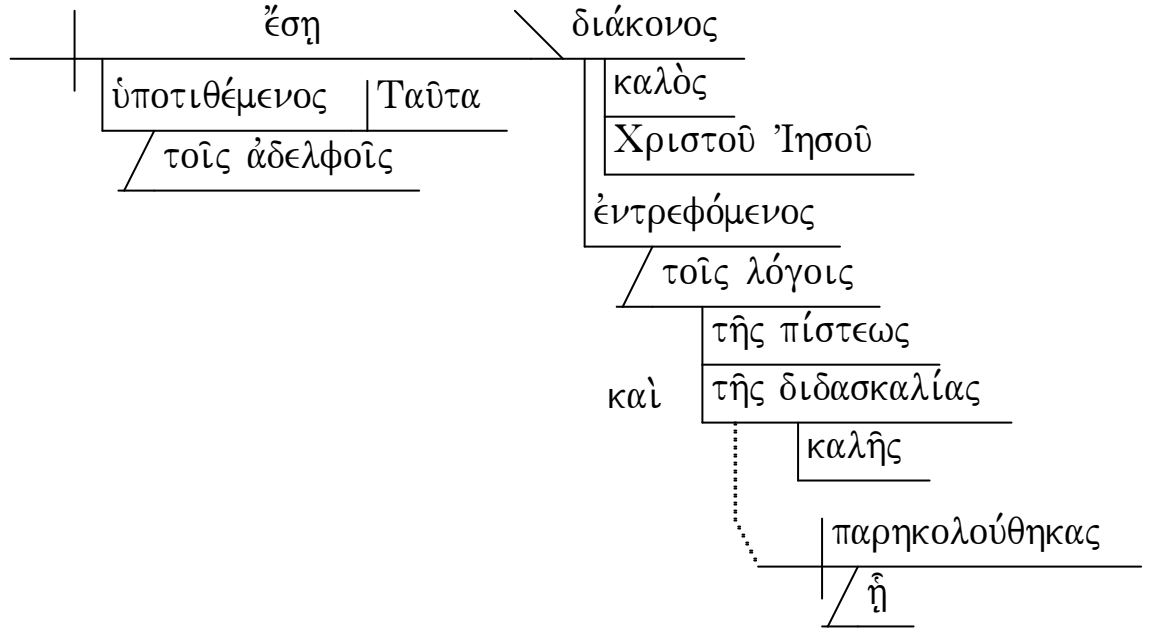 ἔσῃ διάκονος
ὑποτιθέμενος Ταῦτα καλὸς
τοῖς ἀδελφοῖς Χριστοῦ Ἰησοῦ
ἐντρεφόμενος
τοῖς λόγοις
τῆς πίστεως
καὶ τῆς διδασκαλίας
καλῆς
παρηκολούθηκας
ᾗ